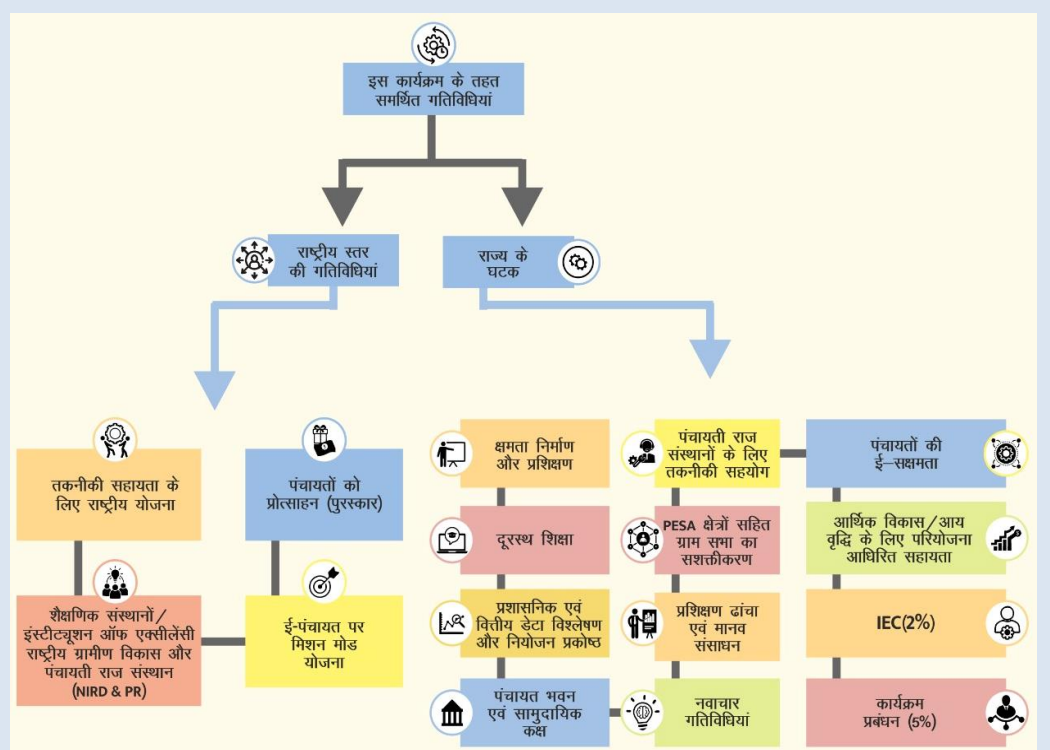 इस कार्यक्रम के तहत
समर्थित गतिविधियां
राष्ट्रीय स्तर
की गतिविधियां
राज्य के
घटक
तकनीकी सहायता के
लिए राष्ट्रीय योजना
पंचायतों को
प्रोत्साहन (पुरस्कार)
शैक्षणिक संस्थानों/
इंस्टीट्यूशन ऑफ एक्सीलेंसी
राष्ट्रीय ग्रामीण विकास और
पंचायती राज संस्थान
(NIRD & PR)
ई-पंचायत पर
मिशन मोड
योजना
क्षमता निर्माण
और प्रशिक्षण
दूरस्थ शिक्षा
प्रशासनिक एवं
वित्तीय डेटा विश्लेषण
और नियोजन प्रकोष्ठ
पंचायत भवन
एवं सामुदायिक
कक्ष
पंचायती राज
संस्थानों के लिए
तकनीकी सहयोग
PESA क्षेत्रों सहित
ग्राम सभा का
सशक्तीकरण
प्रशिक्षण ढांचा
एवं मानव
संसाधन
नवाचार
गतिविधियां
पंचायतों की
ई–सक्षमता
आर्थिक विकास/आय
वृद्धि के लिए परियोजना
आधिरित सहायता
IEC(2%)
कार्यक्रम
प्रबंघन (5%)